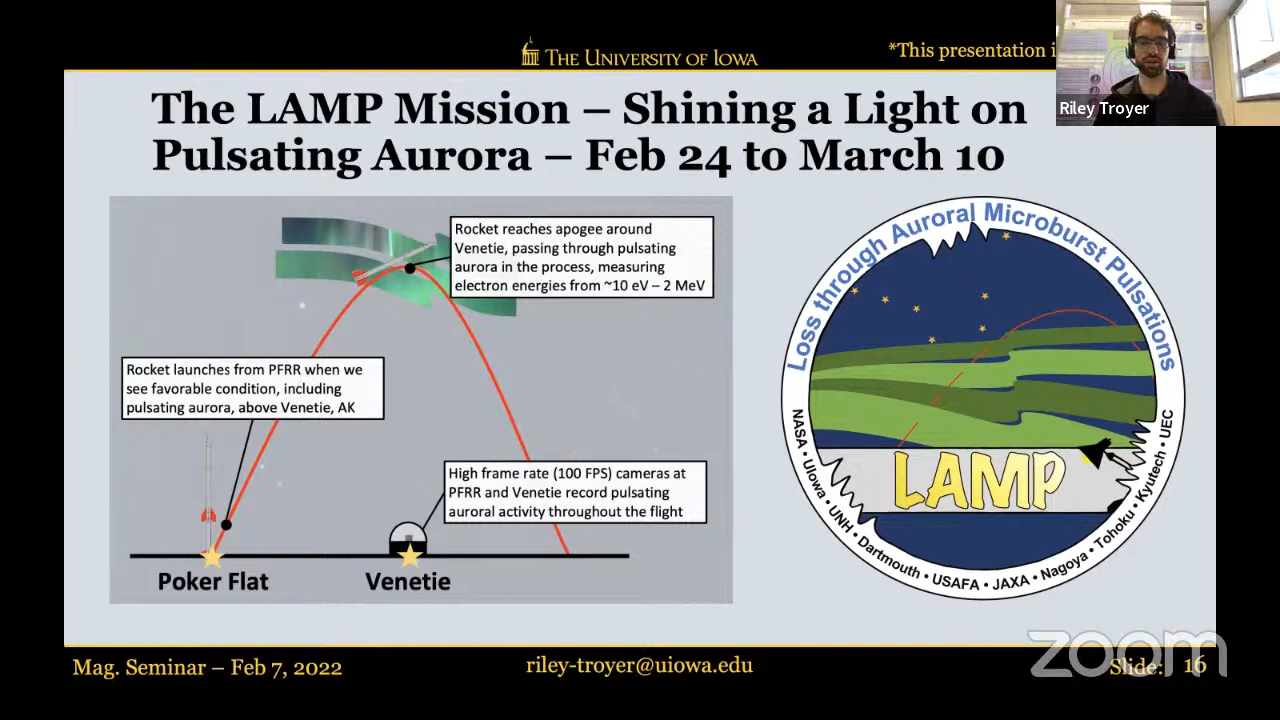 THE UNIVERSITY OF IOWA
*This presentation i
Riley Troyer
The LAMP Mission – Shining a Light on
Pulsating Aurora – Feb 24 to March 10
Rocket reaches apogee around
Venetie, passing through pulsating
aurora in the process, measuring
electron energies from ~10 eV – 2 MeV
Rocket launches from PFRR when we
see favorable condition, including
pulsating aurora, above Venetie, AK
High frame rate (100 FPS) cameras at
PFRR and Venetie record pulsating
auroral activity throughout the flight
Poker Flat
Venetie
Loss through Auroral Microburst Pulsations
LAMP
NASA • UIowa • UNH • Dartmouth • USAFA • JAXA • Nagoya • Tohoku • Kyutech • UEC
Mag. Seminar – Feb 7, 2022
riley-troyer@uiowa.edu
Slide: 16
zoom